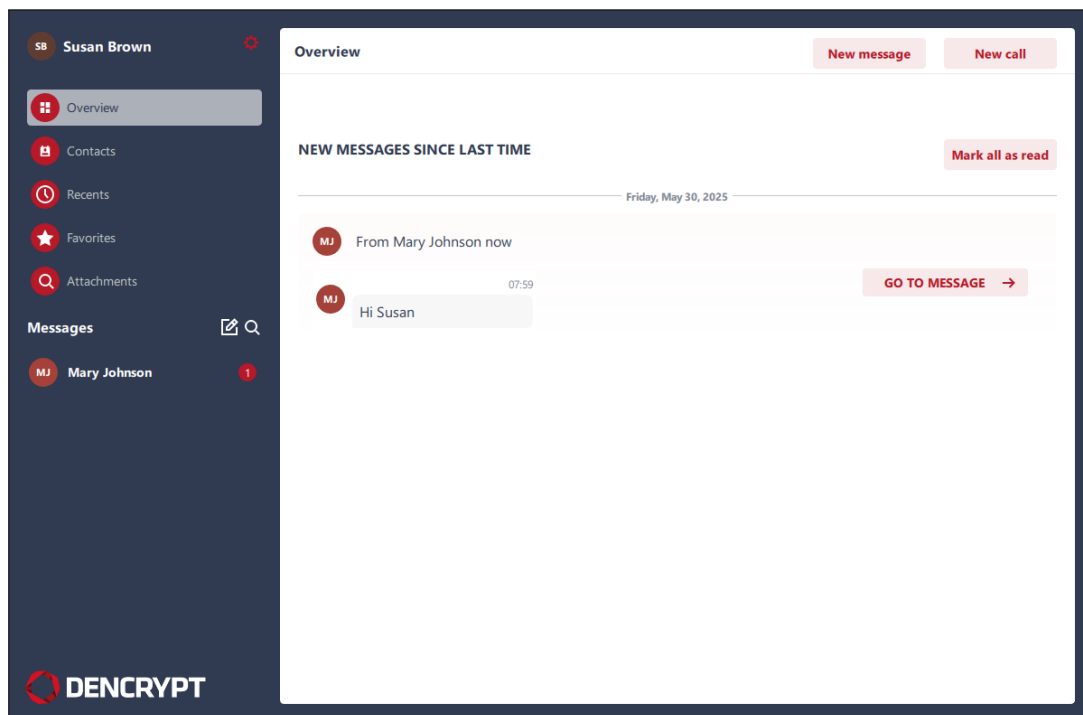 SB Susan Brown
Overview
Contacts
Recents
Favorites
Attachments
Messages
MJ Mary Johnson 1
DENCRYPT
Overview
New message
New call
NEW MESSAGES SINCE LAST TIME
Mark all as read
Friday, May 30, 2025
MJ From Mary Johnson now
07:59
MJ Hi Susan
GO TO MESSAGE →